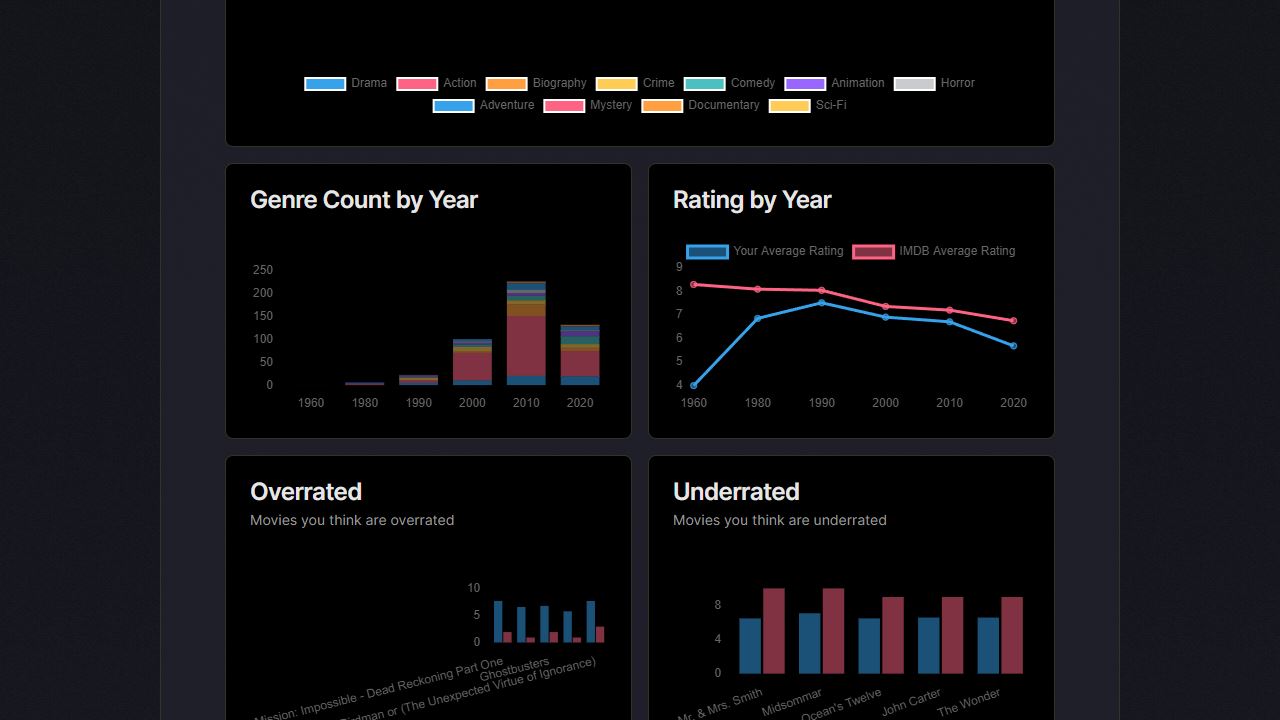 Drama Action Biography Crime Comedy Animation Horror
Adventure Mystery Documentary Sci-Fi
Genre Count by Year
250
200
150
100
50
0
1960 1980 1990 2000 2010 2020
Rating by Year
Your Average Rating IMDB Average Rating
9
8
7
6
5
4
1960 1980 1990 2000 2010 2020
Overrated
Movies you think are overrated
10
5
0
Mission: Impossible - Dead Reckoning Part One
Ghostbusters
Birdman or (The Unexpected Virtue of Ignorance)
Underrated
Movies you think are underrated
8
4
0
Mr. & Mrs. Smith
Midsommar
Ocean's Twelve
John Carter
The Wonder